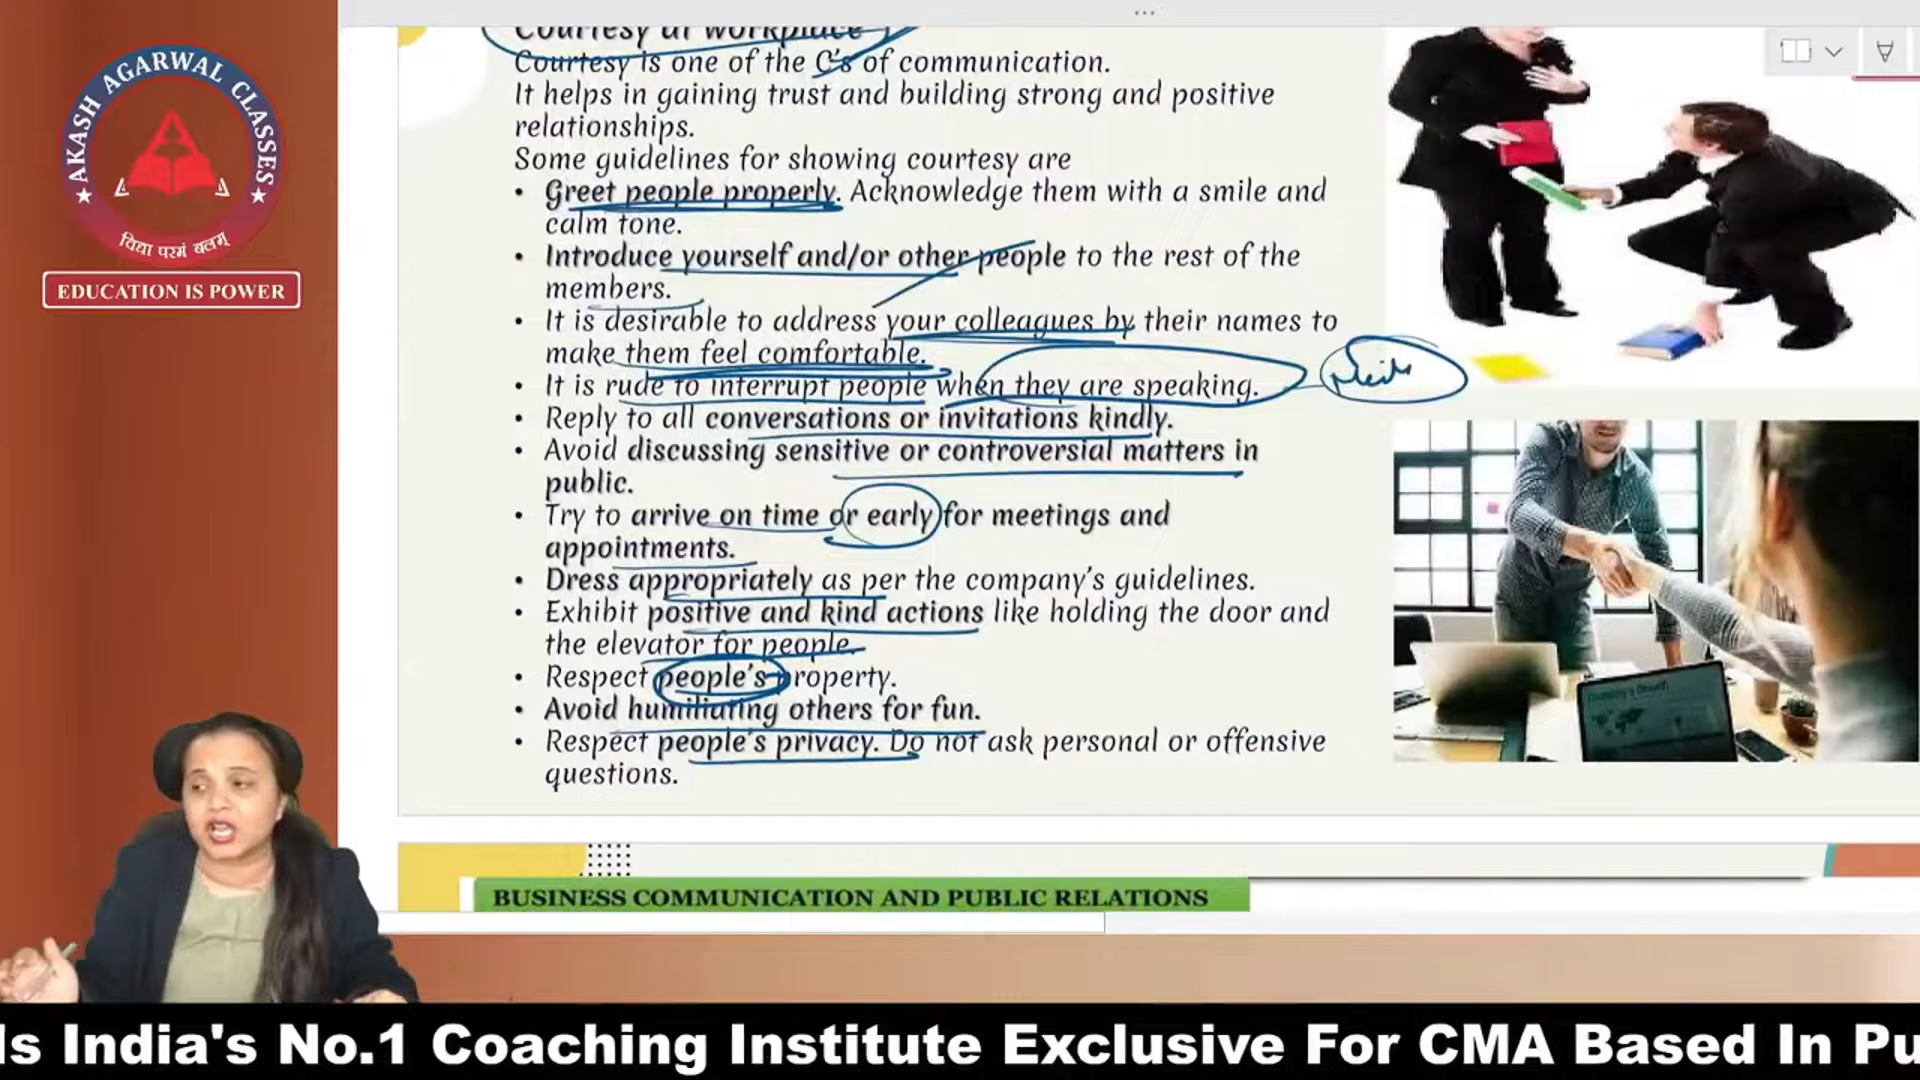 AKASH AGARWAL CLASSES
विद्या परमं बलम्
EDUCATION IS POWER
Courtesy at workplace
Courtesy is one of the C's of communication.
It helps in gaining trust and building strong and positive
relationships.
Some guidelines for showing courtesy are
• Greet people properly. Acknowledge them with a smile and
calm tone.
• Introduce yourself and/or other people to the rest of the
members.
• It is desirable to address your colleagues by their names to
make them feel comfortable.
• It is rude to interrupt people when they are speaking.
• Reply to all conversations or invitations kindly.
• Avoid discussing sensitive or controversial matters in
public.
• Try to arrive on time or early for meetings and
appointments.
• Dress appropriately as per the company's guidelines.
• Exhibit positive and kind actions like holding the door and
the elevator for people.
• Respect people's property.
• Avoid humiliating others for fun.
• Respect people's privacy. Do not ask personal or offensive
questions.
BUSINESS COMMUNICATION AND PUBLIC RELATIONS
Is India's No.1 Coaching Institute Exclusive For CMA Based In Pu